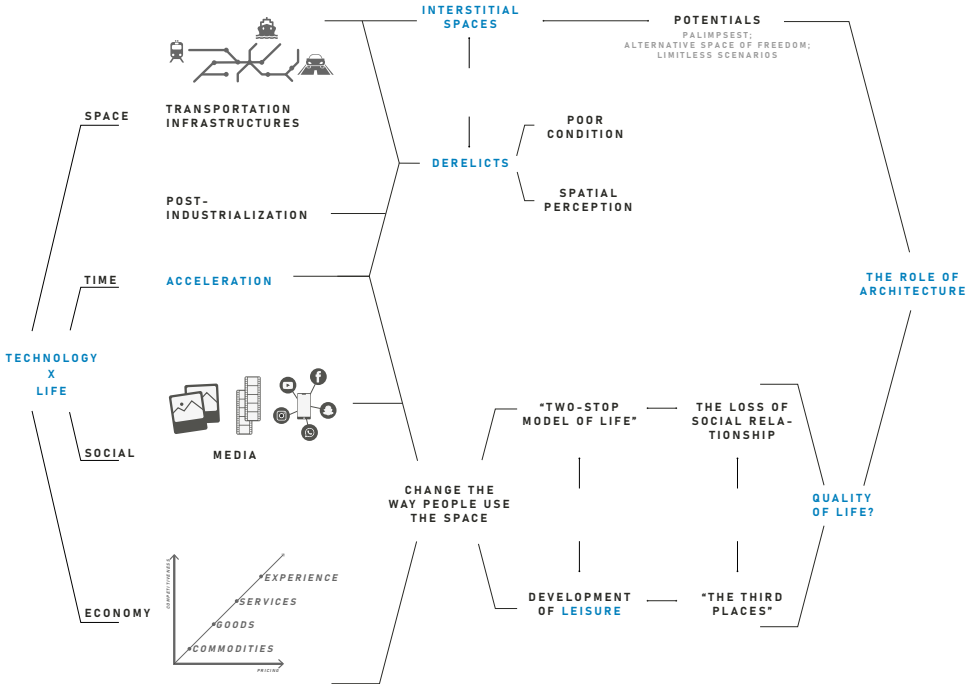 INTERSTITIAL
SPACES
POTENTIALS
PALIMPSEST;
ALTERNATIVE SPACE OF FREEDOM;
LIMITLESS SCENARIOS
SPACE
TRANSPORTATION
INFRASTRUCTURES
POOR
CONDITION
DERELICTS
SPATIAL
PERCEPTION
POST-
INDUSTRIALIZATION
TIME
ACCELERATION
THE ROLE OF
ARCHITECTURE
TECHNOLOGY
X
LIFE
SOCIAL
MEDIA
"TWO-STOP
MODEL OF LIFE"
THE LOSS OF
SOCIAL RELA-
TIONSHIP
CHANGE THE
WAY PEOPLE USE
THE SPACE
QUALITY
OF LIFE?
ECONOMY
COMPETITIVENESS
EXPERIENCE
SERVICES
GOODS
COMMODITIES
PRICING
DEVELOPMENT
OF LEISURE
"THE THIRD
PLACES"